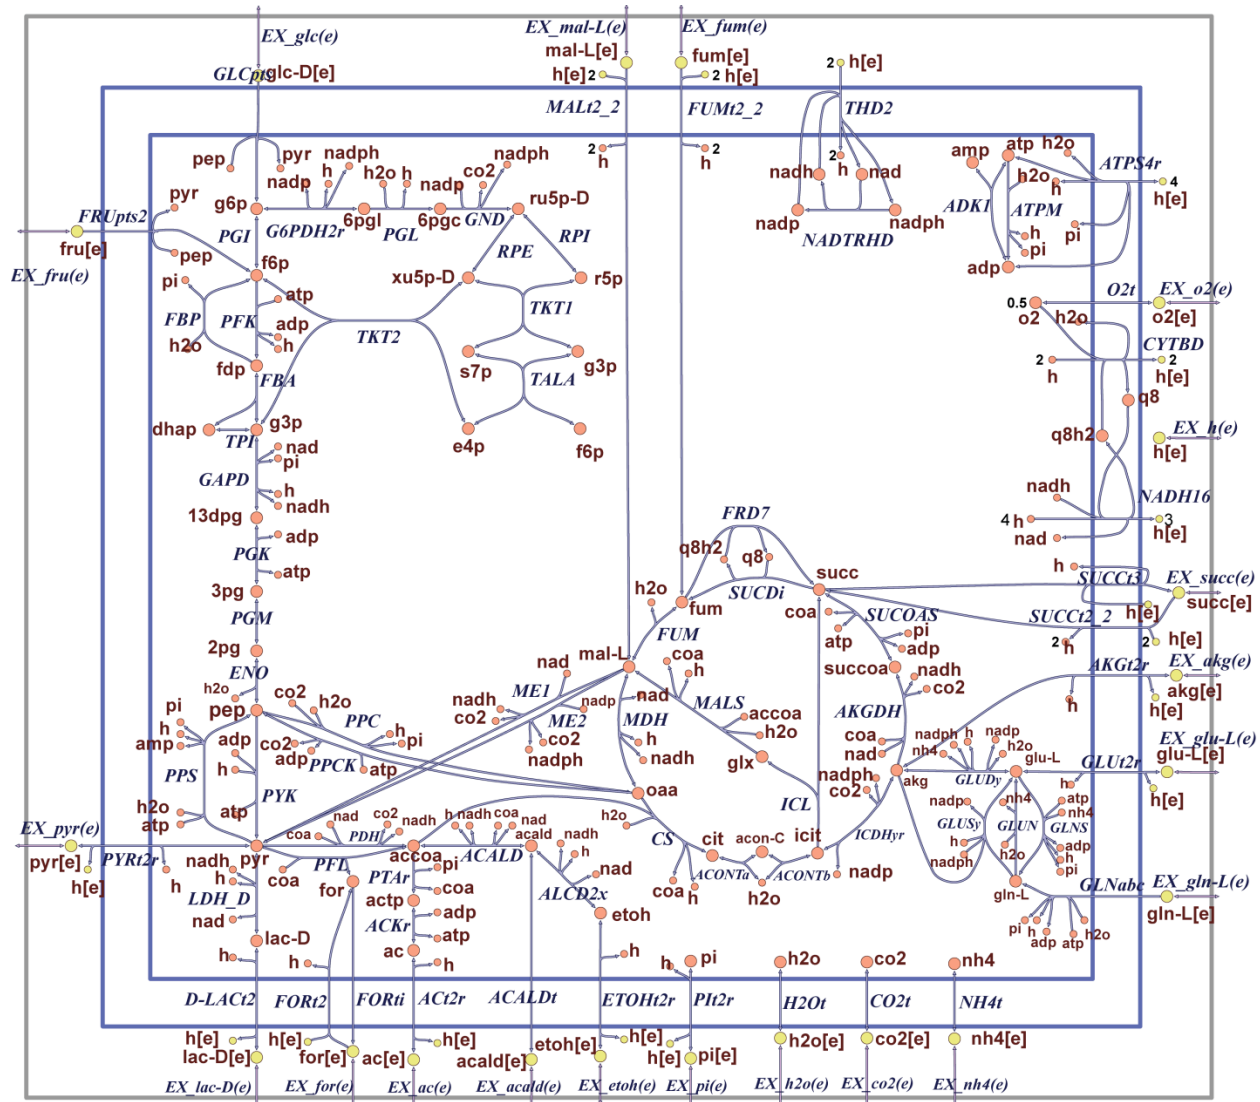 EX_glc(e)
EX_mal-L(e)
EX_fum(e)
GLCpts
glc-D[e]
mal-L[e]
fum[e]
h[e] 2
2 h[e]
2 h[e]
MALt2_2
FUMt2_2
THD2
2 h
2 h
2 h
pep
pyr
nadph
h
nadp
h2o h
nadp
co2
nadph
g6p
6pgl
6pgc
ru5p-D
G6PDH2r
PGL
GND
nadh
nad
nadp
nadph
NADTRHD
amp
atp
h2o
ATPS4r
h2o
h
4
h[e]
ADK1
ATPM
h
pi
pi
adp
pyr
FRUpts2
fru[e]
pep
EX_fru(e)
PGI
RPE
RPI
f6p
xu5p-D
r5p
pi
atp
FBP
PFK
adp
h
h2o
TKT2
TKT1
fdp
s7p
g3p
FBA
TALA
dhap
g3p
TPI
e4p
f6p
O2t
EX_o2(e)
0.5
o2
h2o
o2[e]
CYTBD
2
h
2
h[e]
q8
q8h2
EX_h(e)
h[e]
nad
pi
GAPD
h
nadh
13dpg
adp
PGK
atp
3pg
PGM
2pg
ENO
h2o
pep
nadh
NADH16
4 h
3
h[e]
nad
FRD7
q8h2
q8
succ
SUCDi
fum
h2o
FUM
coa
atp
SUCOAS
pi
adp
succoa
h
SUCCt3
EX_succ(e)
succ[e]
h[e]
SUCCt2_2
2 h
2 h[e]
mal-L
coa
h
nad
nadh
co2
ME1
ME2
nadp
nad
MDH
MALS
accoa
h2o
co2
nadph
h
nadh
glx
oaa
nadh
co2
AKGDH
coa
nad
AKGt2r
EX_akg(e)
akg[e]
h
h[e]
EX_glu-L(e)
glu-L[e]
GLUt2r
h
h[e]
pi
h
amp
adp
h
PPS
PYK
h2o
atp
atp
co2
h2o
PPC
h
pi
co2
PPCK
atp
nadph
co2
akg
nadph
h
nh4
nadp
h2o
glu-L
GLUDy
nadp
h
nadph
GLUSy
nh4
GLUN
h2o
atp
nh4
GLNS
adp
h
pi
gln-L
GLNabc
EX_gln-L(e)
gln-L[e]
pi
h
adp
atp
h2o
ICL
ICDHyr
nadp
h2o
CS
cit
acon-C
icit
ACONTa
ACONTb
coa
h
h2o
EX_pyr(e)
pyr[e]
PYRt2r
h[e]
h
pyr
nad
coa
PDH
co2
nadh
accoa
PFL
coa
for
h
nadh
coa
nad
acald
ACALD
nadh
h
nad
ALCD2x
etoh
nadh
h
LDH_D
nad
lac-D
h
PTAr
pi
coa
actp
ACKr
adp
atp
ac
h
h
h
h
pi
h2o
co2
nh4
D-LACt2
FORt2
FORti
ACt2r
ACALDt
ETOHt2r
PIt2r
H2Ot
CO2t
NH4t
h[e]
h[e]
h[e]
h[e]
h[e]
lac-D[e]
for[e]
ac[e]
acald[e]
etoh[e]
pi[e]
h2o[e]
co2[e]
nh4[e]
EX_lac-D(e)
EX_for(e)
EX_ac(e)
EX_acald(e)
EX_etoh(e)
EX_pi(e)
EX_h2o(e)
EX_co2(e)
EX_nh4(e)